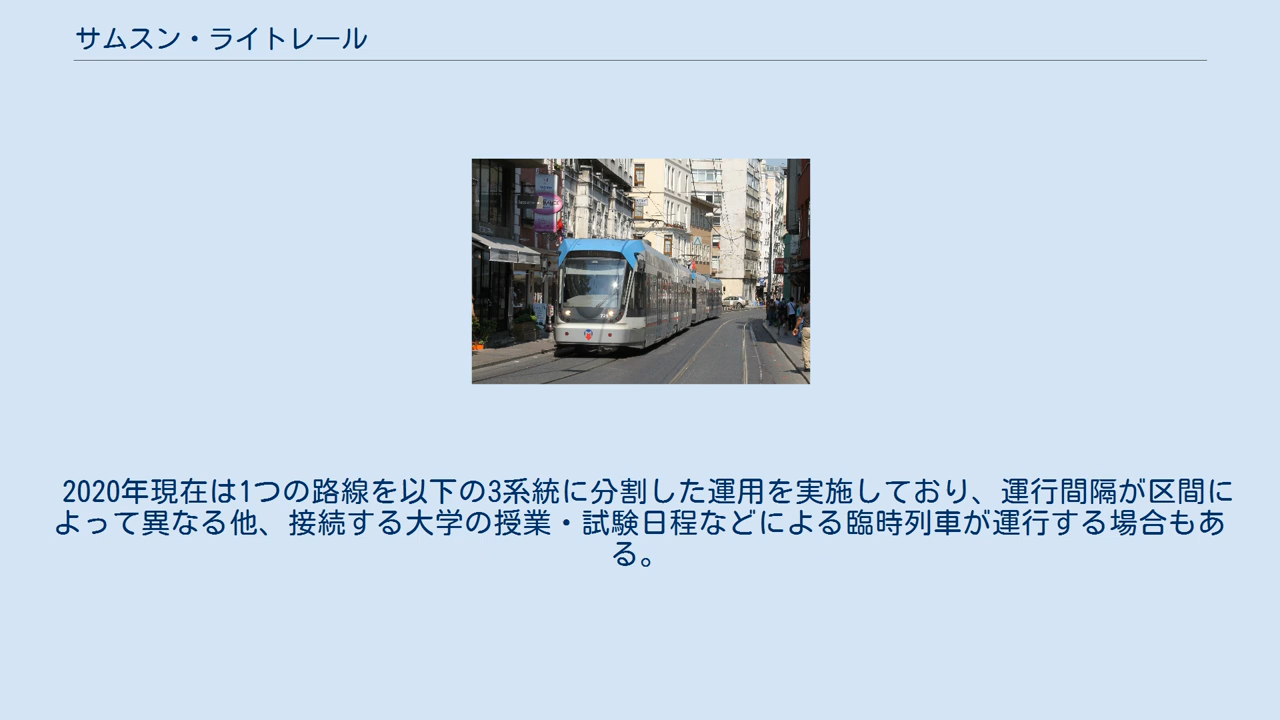 サムスン・ライトレール
2020年現在は1つの路線を以下の3系統に分割した運用を実施しており、運行間隔が区間に
よって異なる他、接続する大学の授業・試験日程などによる臨時列車が運行する場合もあ
る。